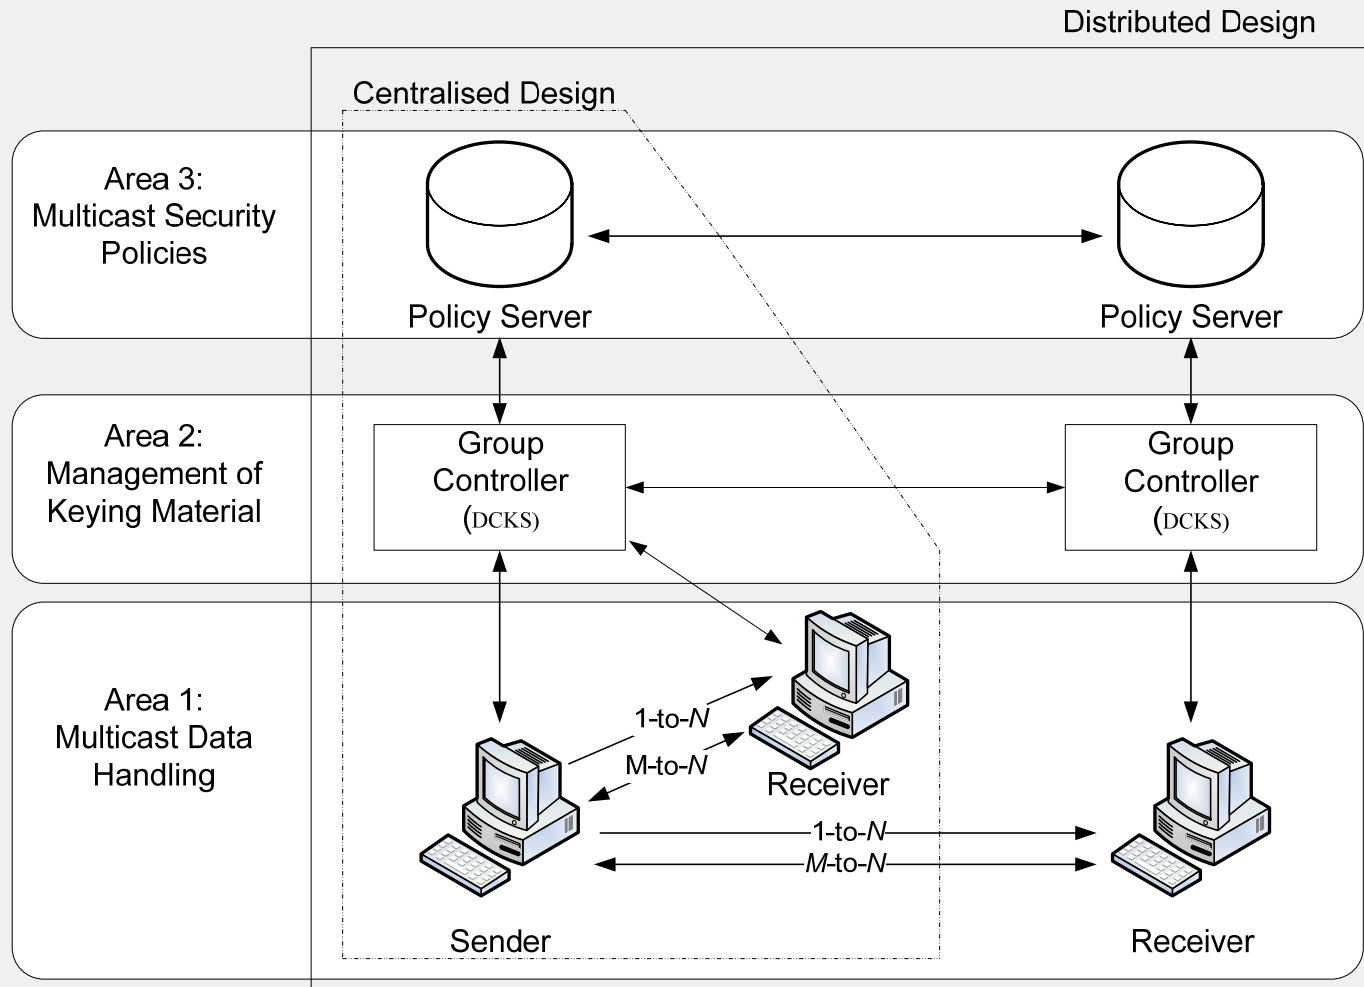 Distributed Design
Centralised Design
Area 3:
Multicast Security
Policies
Policy Server
Policy Server
Area 2:
Management of
Keying Material
Group
Controller
(DCKS)
Group
Controller
(DCKS)
Area 1:
Multicast Data
Handling
1-to-N
M-to-N
Receiver
1-to-N
M-to-N
Sender
Receiver